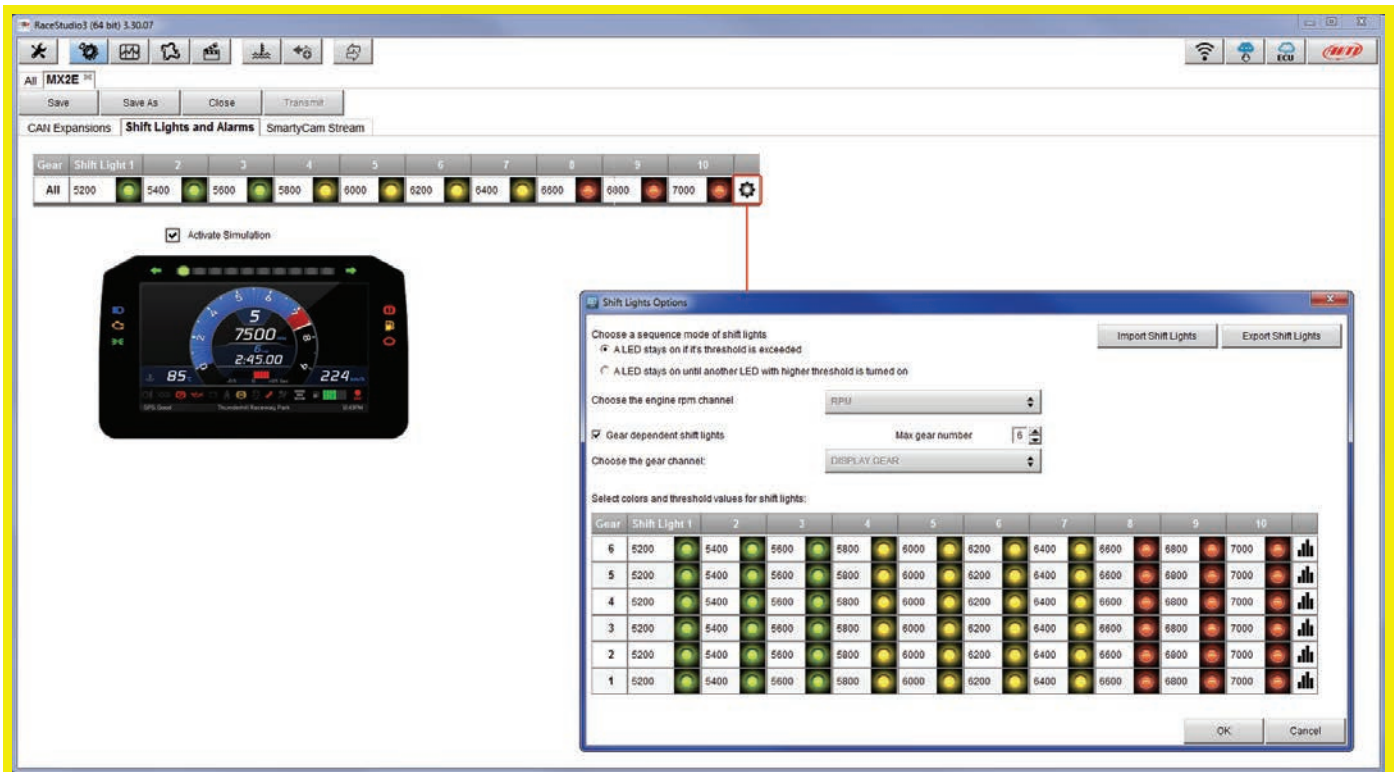 RaceStudio3 (64 bit) 3.30.07
ECU
AIM
All MX2E
Save Save As Close Transmit
CAN Expansions Shift Lights and Alarms SmartyCam Stream
Gear Shift Light 1 2 3 4 5 6 7 8 9 10
All 5200 5400 5600 5800 6000 6200 6400 6600 6800 7000
Activate Simulation
5 6
5
7500
8
2:45.00
85 224
GPS Good Thunderhill Raceway Park
Shift Lights Options
Choose a sequence mode of shift lights Import Shift Lights Export Shift Lights
A LED stays on if it's threshold is exceeded
A LED stays on until another LED with higher threshold is turned on
Choose the engine rpm channel RPM
Gear dependent shift lights Max gear number 6
Choose the gear channel: DISPLAY GEAR
Select colors and threshold values for shift lights:
Gear Shift Light 1 2 3 4 5 6 7 8 9 10
6 5200 5400 5600 5800 6000 6200 6400 6600 6800 7000
5 5200 5400 5600 5800 6000 6200 6400 6600 6800 7000
4 5200 5400 5600 5800 6000 6200 6400 6600 6800 7000
3 5200 5400 5600 5800 6000 6200 6400 6600 6800 7000
2 5200 5400 5600 5800 6000 6200 6400 6600 6800 7000
1 5200 5400 5600 5800 6000 6200 6400 6600 6800 7000
OK Cancel